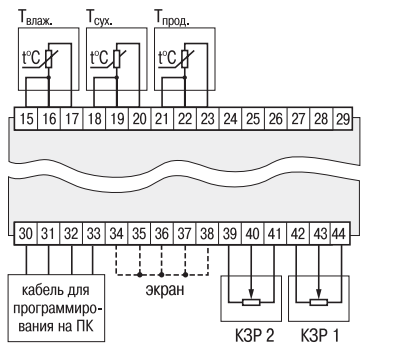 Tвлаж. Tсух. Tпрод.
t°C t°C t°C
15 16 17 18 19 20 21 22 23 24 25 26 27 28 29
30 31 32 33 34 35 36 37 38 39 40 41 42 43 44
кабель для
программиро-
вания на ПК
экран
КЗР 2 КЗР 1